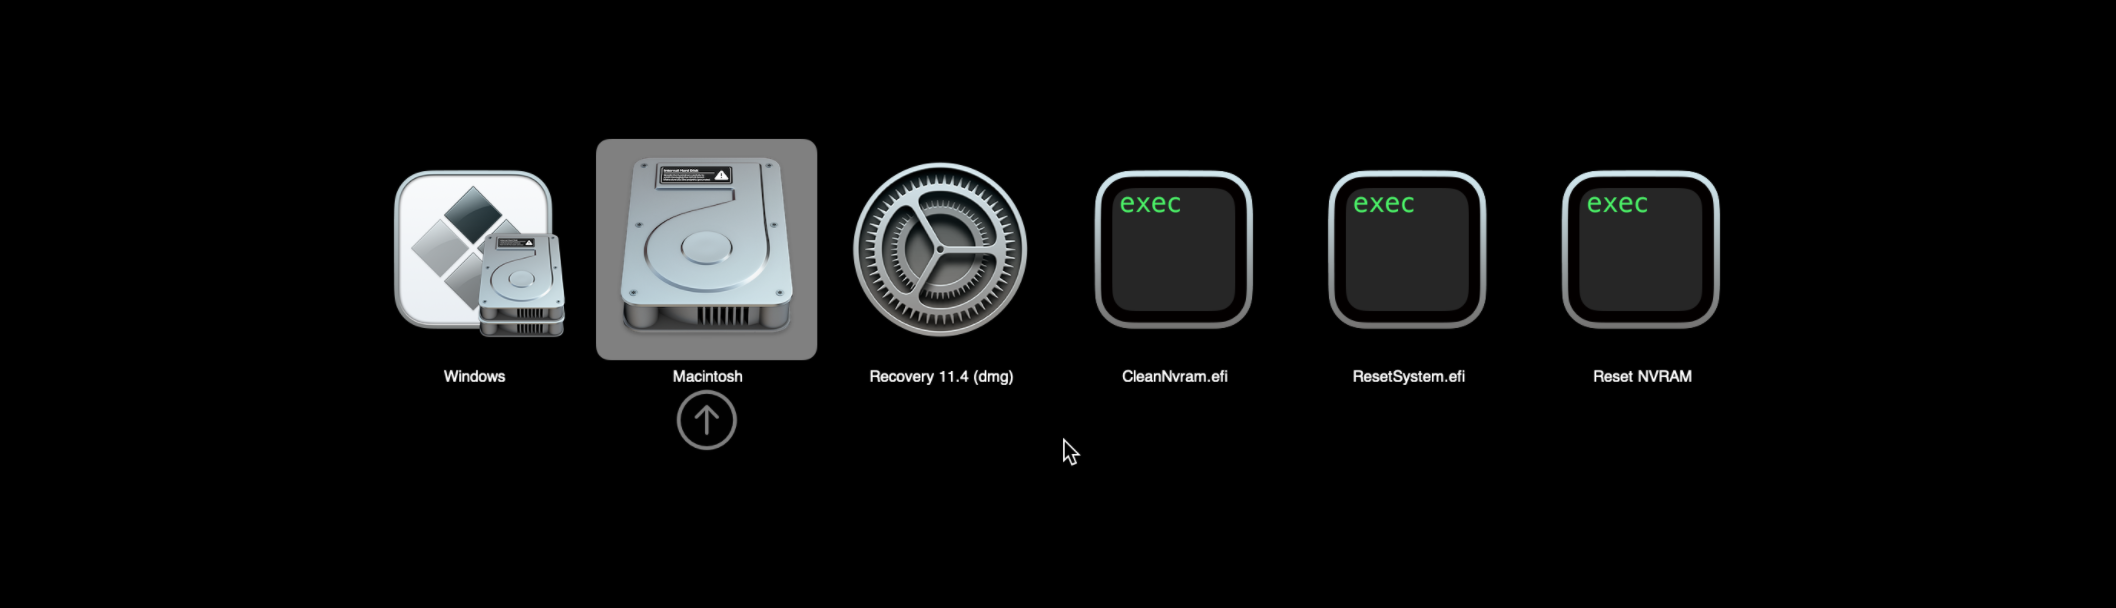 exec
exec
exec
Windows
Macintosh
Recovery 11.4 (dmg)
CleanNvram.efi
ResetSystem.efi
Reset NVRAM